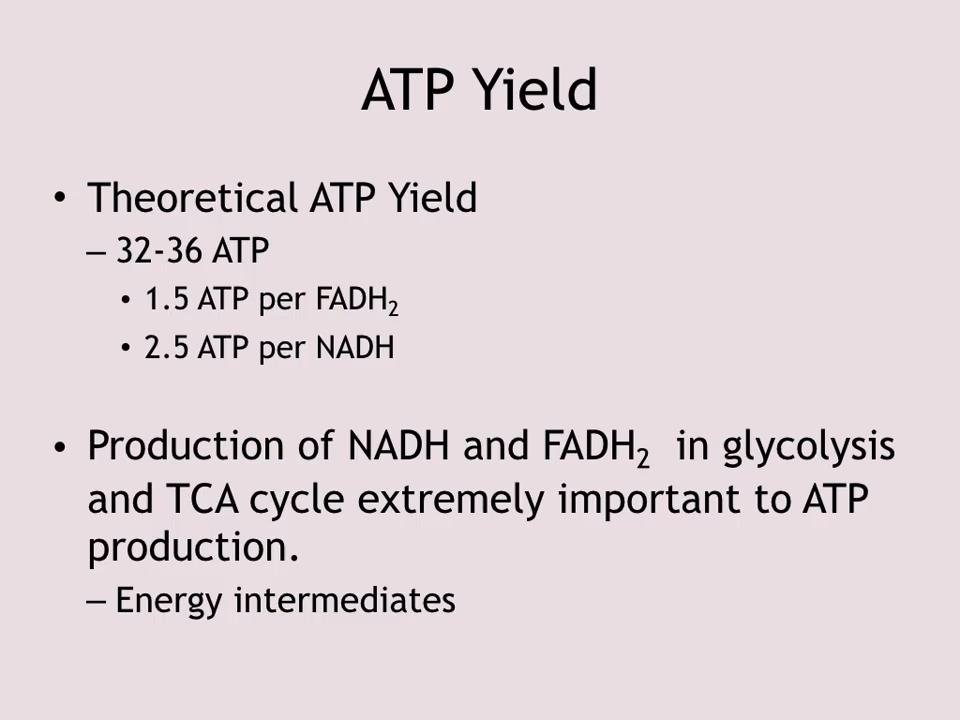 ATP Yield
• Theoretical ATP Yield
– 32-36 ATP
• 1.5 ATP per FADH₂
• 2.5 ATP per NADH
• Production of NADH and FADH₂ in glycolysis
and TCA cycle extremely important to ATP
production.
– Energy intermediates